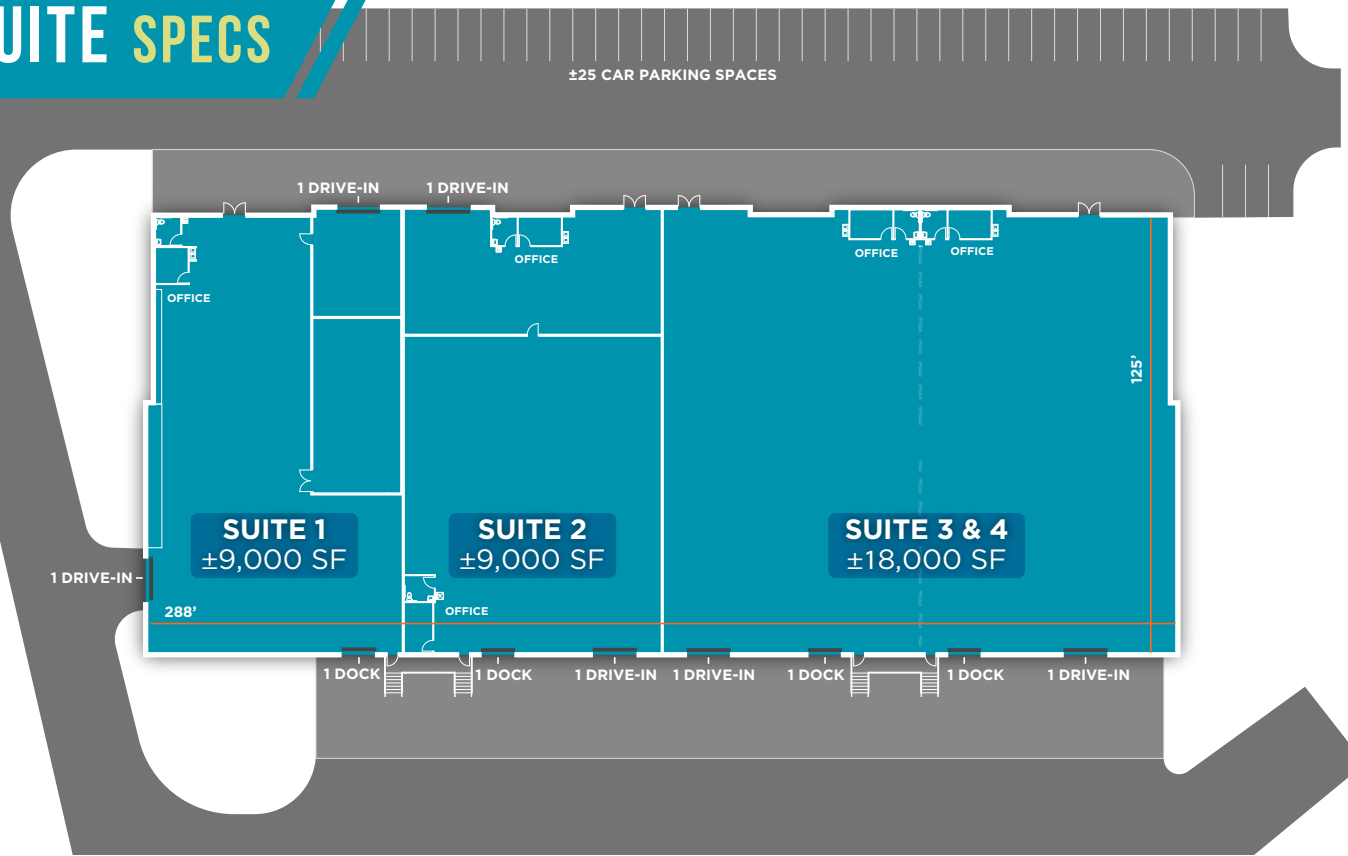 UITE SPECS
±25 CAR PARKING SPACES
1 DRIVE-IN
1 DRIVE-IN
OFFICE
OFFICE
OFFICE
OFFICE
125'
SUITE 1
±9,000 SF
SUITE 2
±9,000 SF
SUITE 3 & 4
±18,000 SF
1 DRIVE-IN
288'
OFFICE
1 DOCK
1 DOCK
1 DRIVE-IN
1 DRIVE-IN
1 DOCK
1 DOCK
1 DRIVE-IN